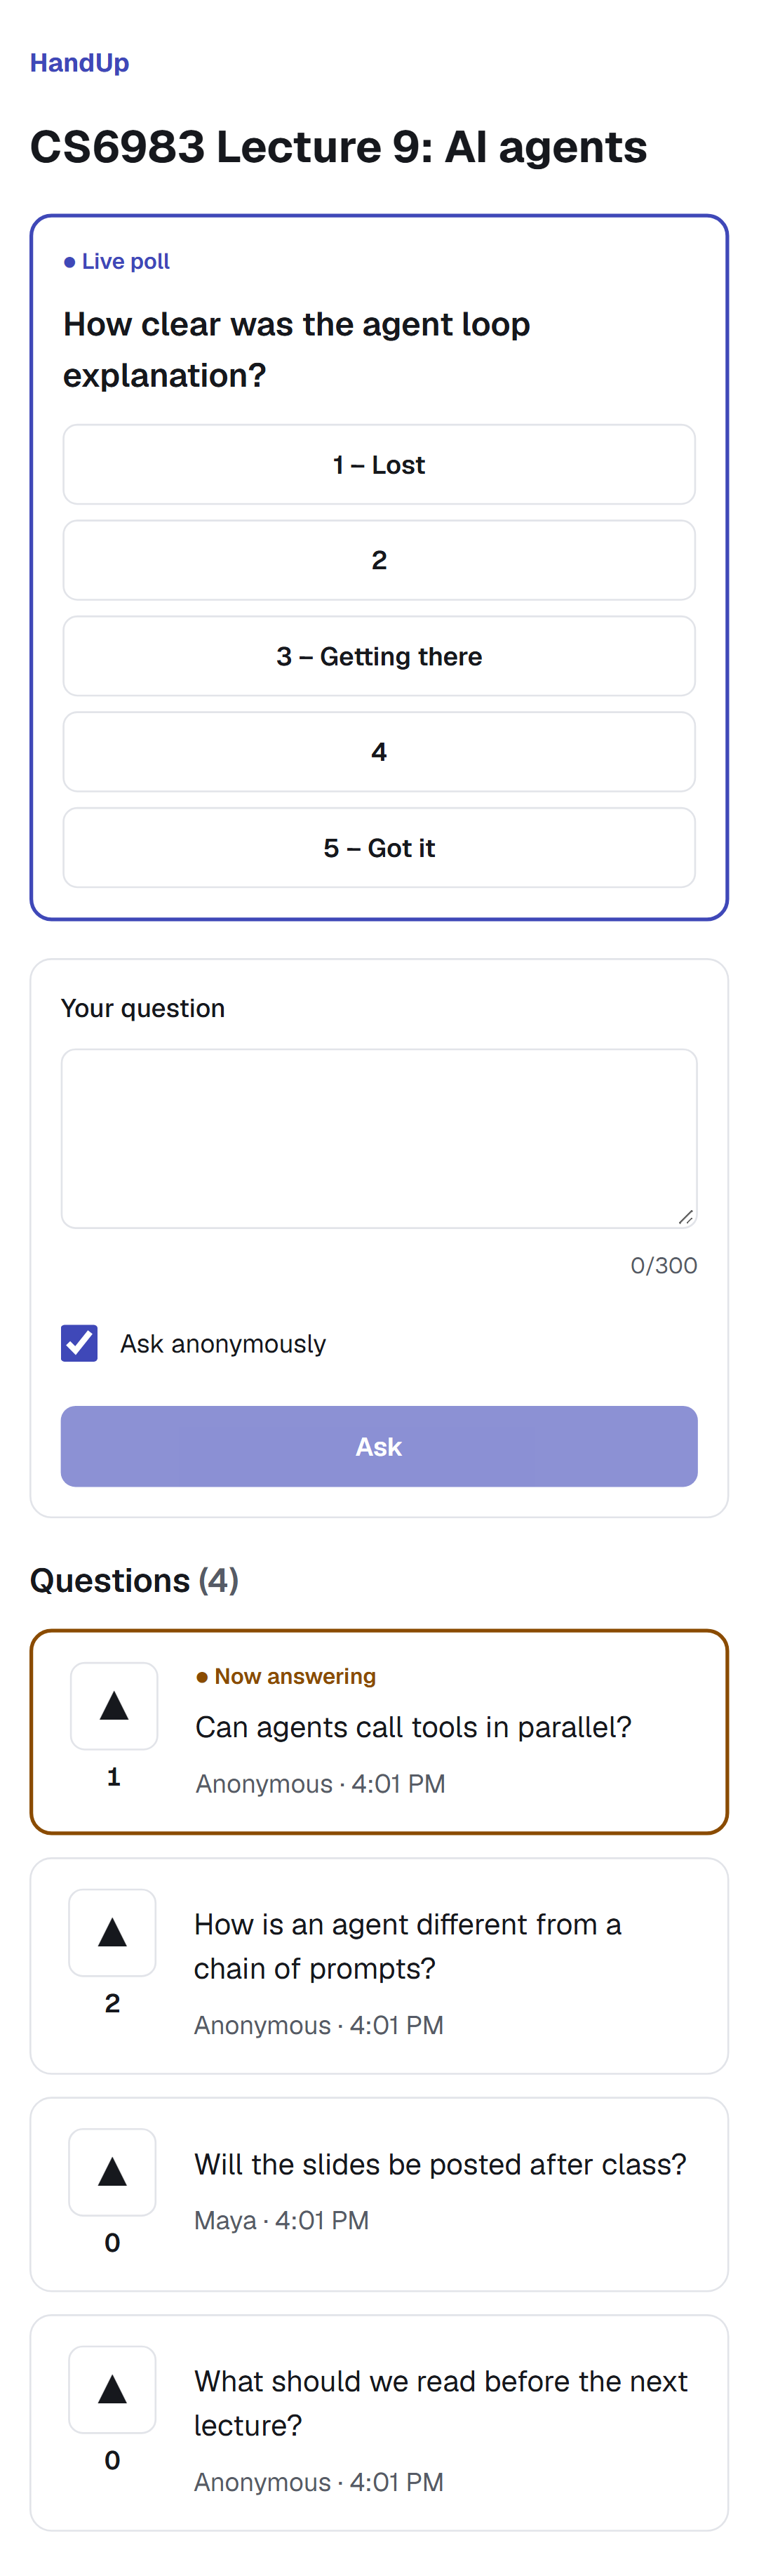 HandUp
CS6983 Lecture 9: AI agents
● Live poll
How clear was the agent loop
explanation?
1 – Lost
2
3 – Getting there
4
5 – Got it
Your question
0/300
Ask anonymously
Ask
Questions (4)
● Now answering
Can agents call tools in parallel?
1
Anonymous · 4:01 PM
How is an agent different from a
chain of prompts?
2
Anonymous · 4:01 PM
Will the slides be posted after class?
Maya · 4:01 PM
0
What should we read before the next
lecture?
0
Anonymous · 4:01 PM